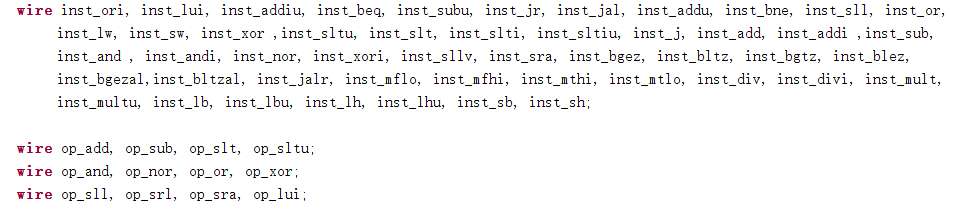 wire inst_ori, inst_lui, inst_addiu, inst_beq, inst_subu, inst_jr, inst_jal, inst_addu, inst_bne, inst_sll, inst_or,
inst_lw, inst_sw, inst_xor ,inst_sltu, inst_slt, inst_slti, inst_sltiu, inst_j, inst_add, inst_addi ,inst_sub,
inst_and , inst_andi, inst_nor, inst_xori, inst_sllv, inst_sra, inst_bgez, inst_bltz, inst_bgtz, inst_blez,
inst_bgezal,inst_bltzal, inst_jalr, inst_mflo, inst_mfhi, inst_mthi, inst_mtlo, inst_div, inst_divi, inst_mult,
inst_multu, inst_lb, inst_lbu, inst_lh, inst_lhu, inst_sb, inst_sh;
wire op_add, op_sub, op_slt, op_sltu;
wire op_and, op_nor, op_or, op_xor;
wire op_sll, op_srl, op_sra, op_lui;